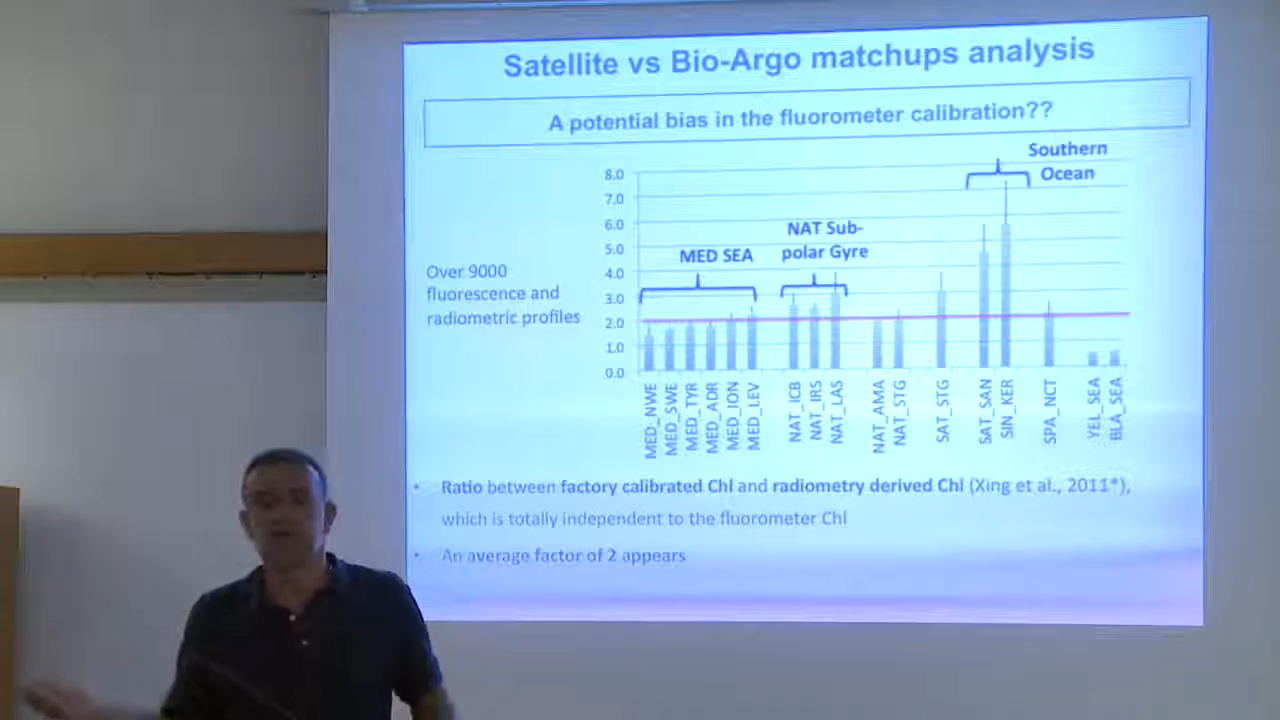 Satellite vs Bio-Argo matchups analysis
A potential bias in the fluorometer calibration??
Southern
Ocean
NAT Sub-
polar Gyre
MED SEA
Over 9000
fluorescence and
radiometric profiles
8.0
7.0
6.0
5.0
4.0
3.0
2.0
1.0
0.0
MED_NWE
MED_SWE
MED_TYR
MED_ADR
MED_ION
MED_LEV
NAT_ICB
NAT_IRS
NAT_LAS
NAT_AMA
NAT_STG
SAT_STG
SAT_SAN
SIN_KER
SPA_NCT
YEL_SEA
BLA_SEA
• Ratio between factory calibrated Chl and radiometry derived Chl (Xing et al., 2011*),
which is totally independent to the fluorometer Chl
• An average factor of 2 appears